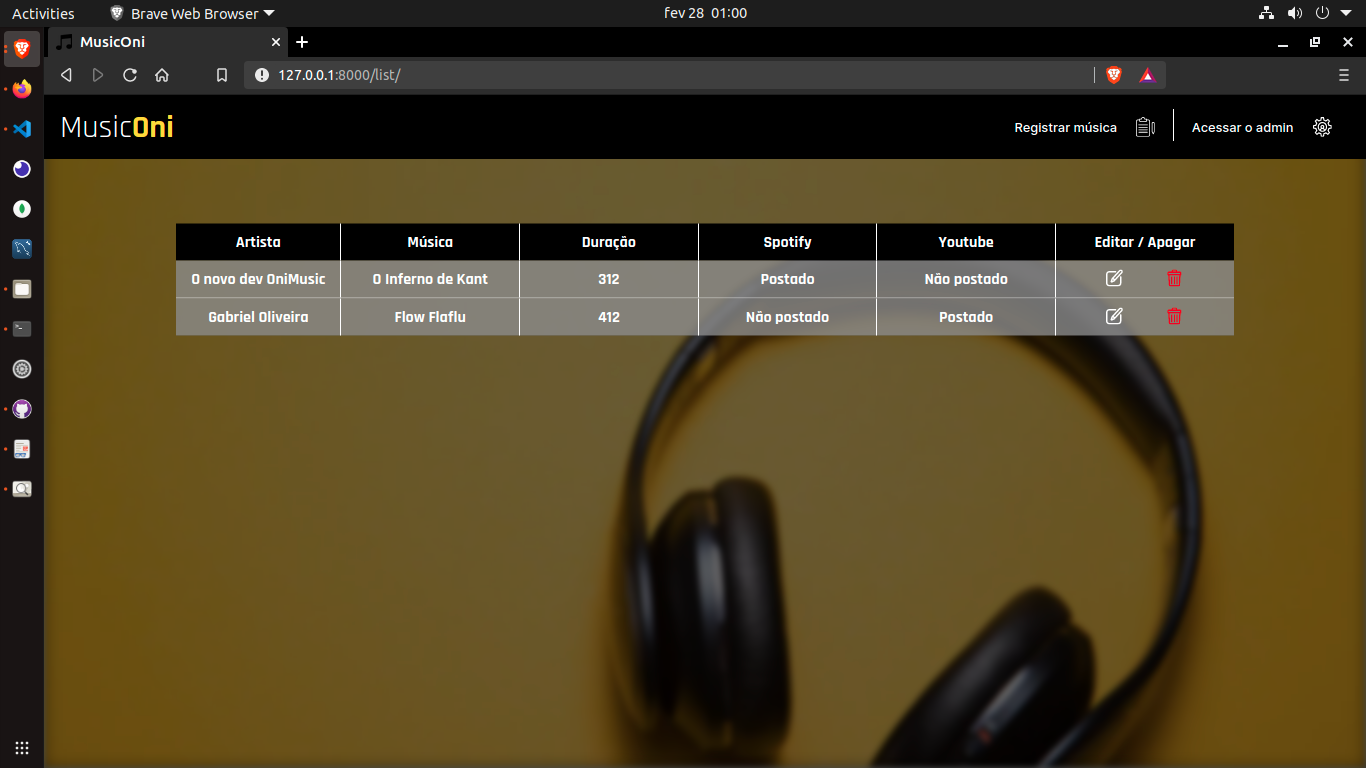 Activities Brave Web Browser fev 28 01:00
MusicOni
127.0.0.1:8000/list/
MusicOni Registrar música Acessar o admin
Artista Música Duração Spotify Youtube Editar / Apagar
O novo dev OniMusic O Inferno de Kant 312 Postado Não postado
Gabriel Oliveira Flow Flaflu 412 Não postado Postado